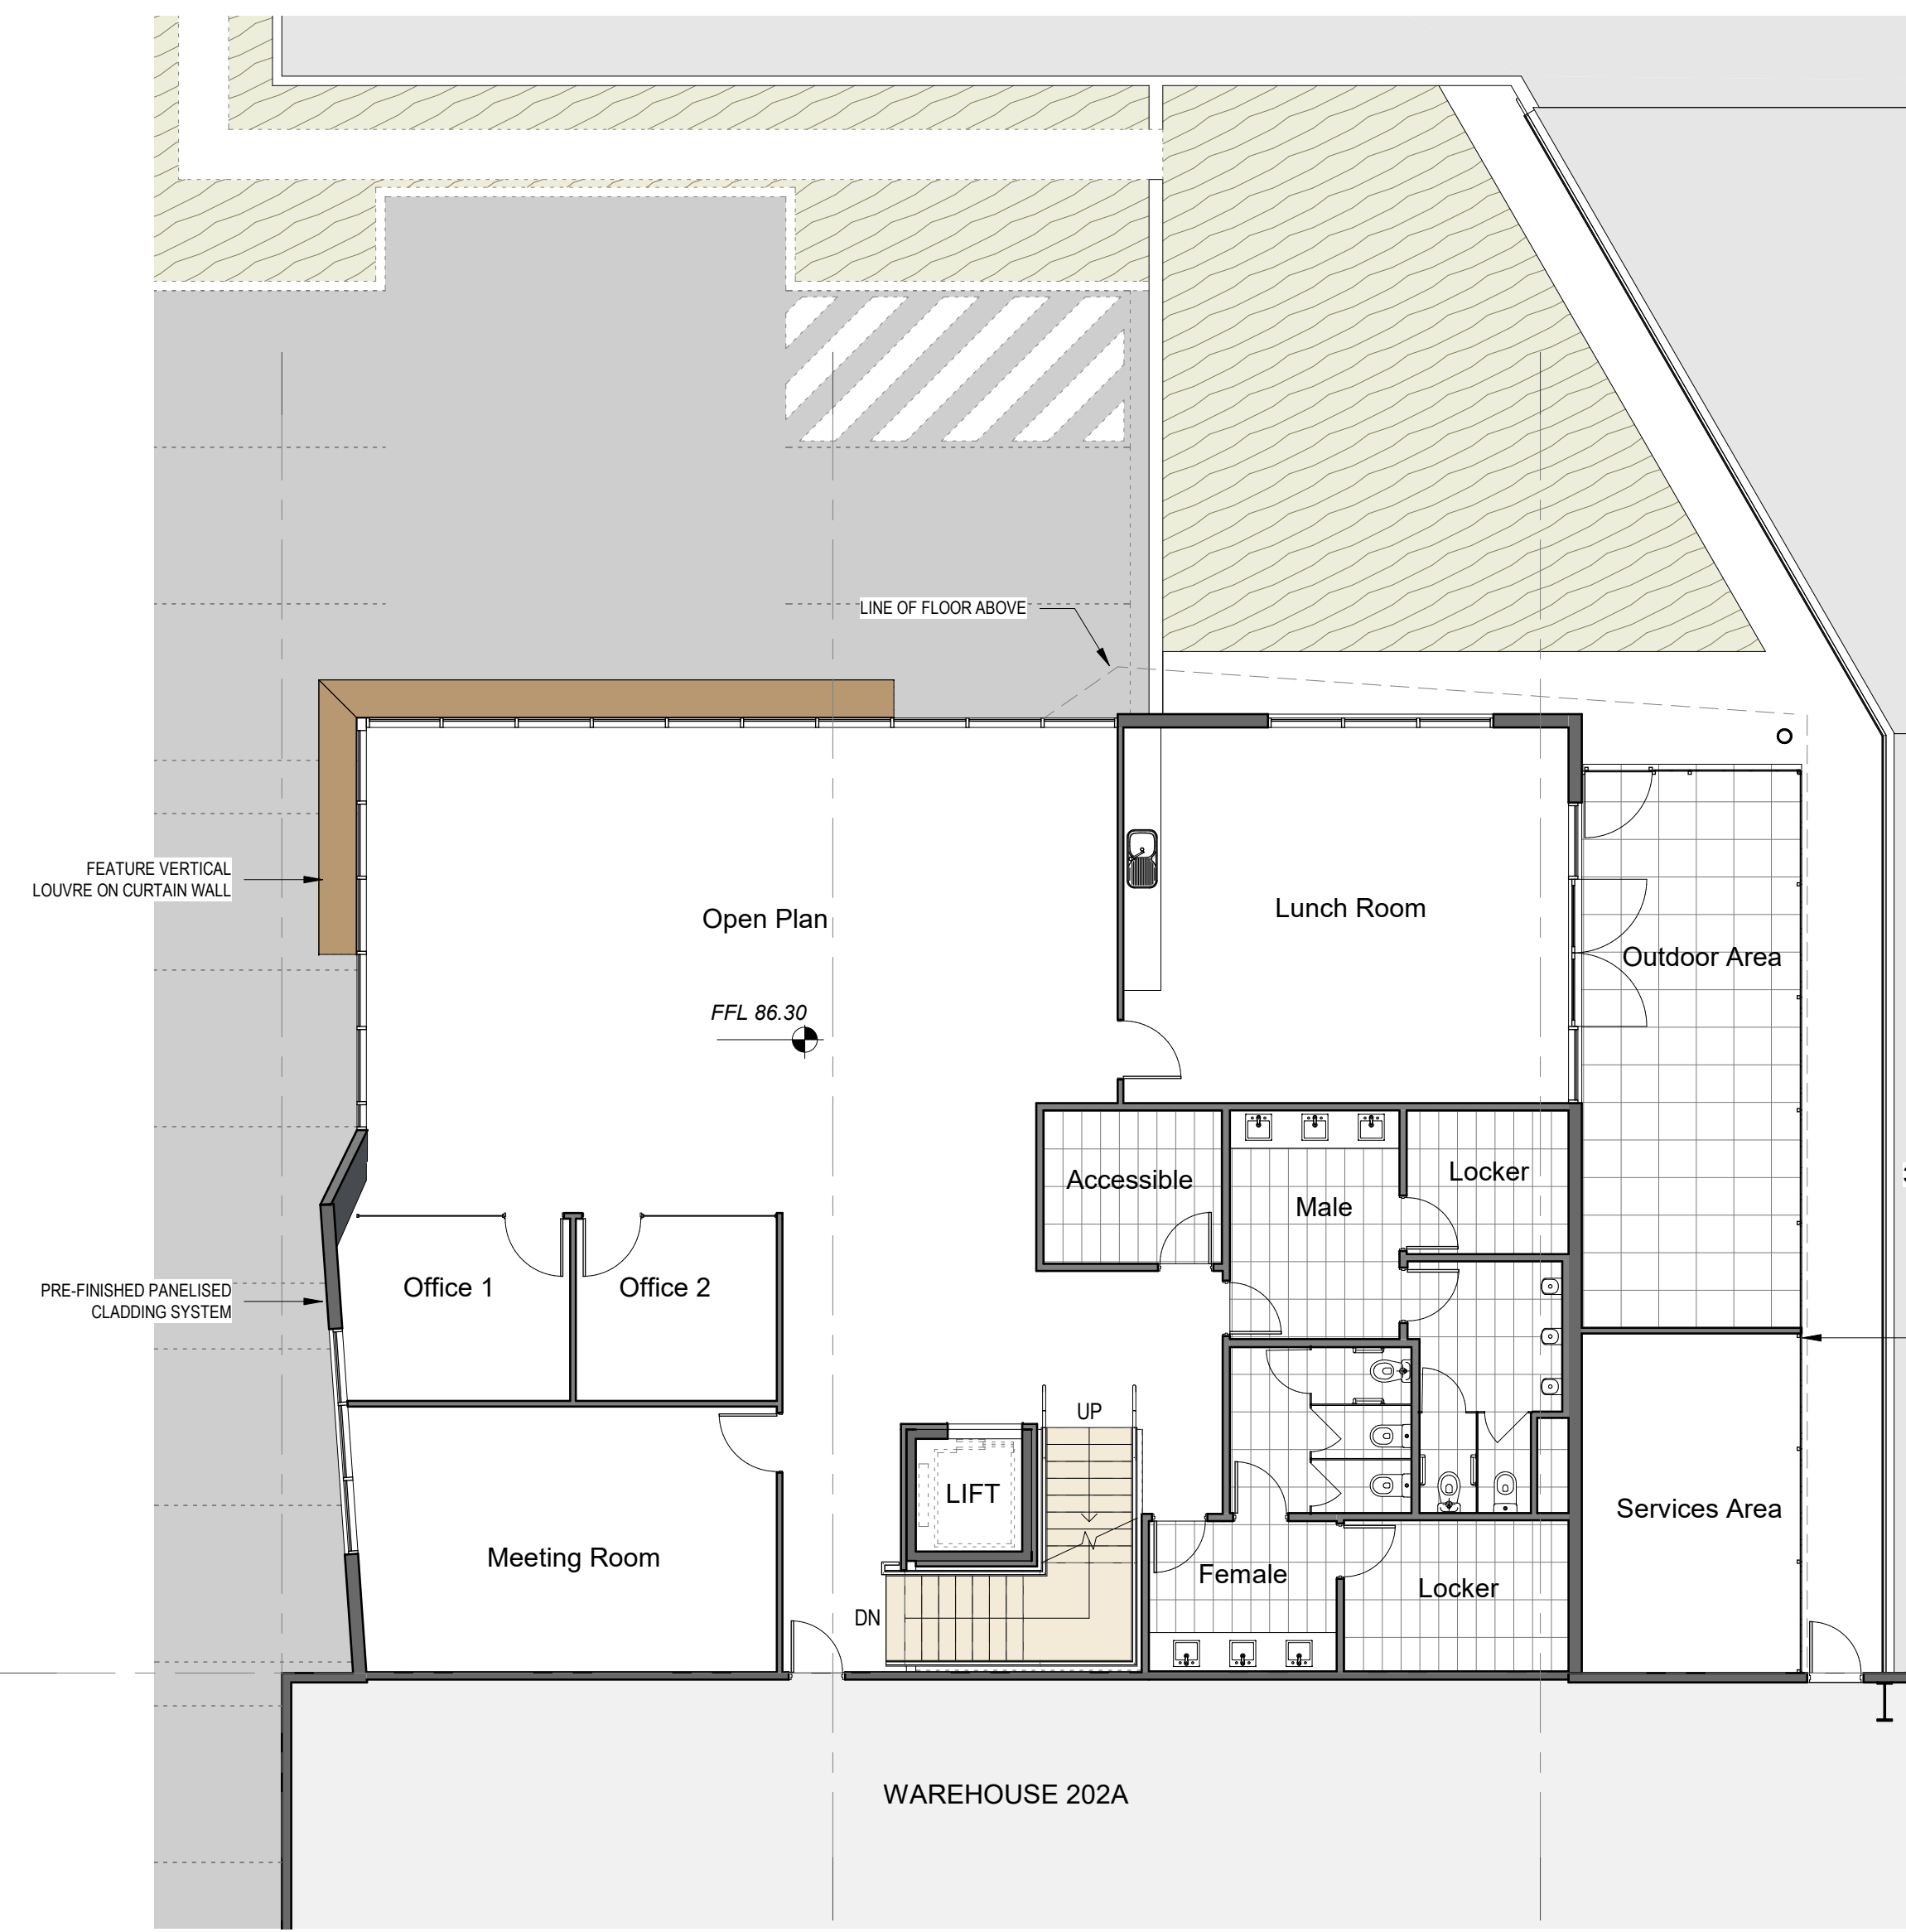 LINE OF FLOOR ABOVE
FEATURE VERTICAL
LOUVRE ON CURTAIN WALL
Open Plan
Lunch Room
Outdoor Area
FFL 86.30
Accessible
Male
Locker
PRE-FINISHED PANELISED
CLADDING SYSTEM
Office 1
Office 2
UP
LIFT
Services Area
Meeting Room
Female
Locker
DN
WAREHOUSE 202A